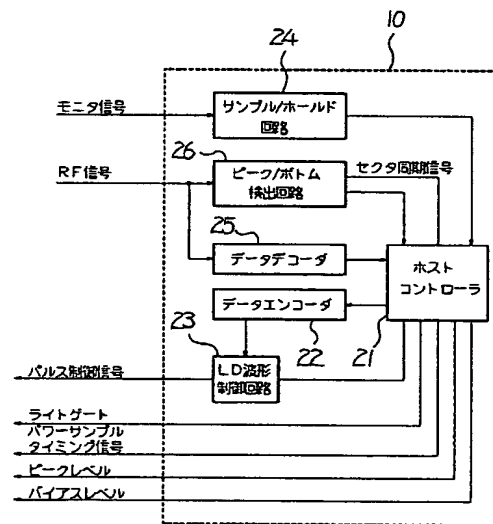 24
10
モニタ信号
サンプル/ホールド
回路
26
RF信号
ピーク/ボトム
検出回路
セクタ同期信号
25
データデコーダ
ホスト
コントローラ
データエンコーダ
23
22
21
パルス制御信号
LD波形
制御回路
ライトゲート
パワーサンプル
タイミング信号
ピークレベル
バイアスレベル